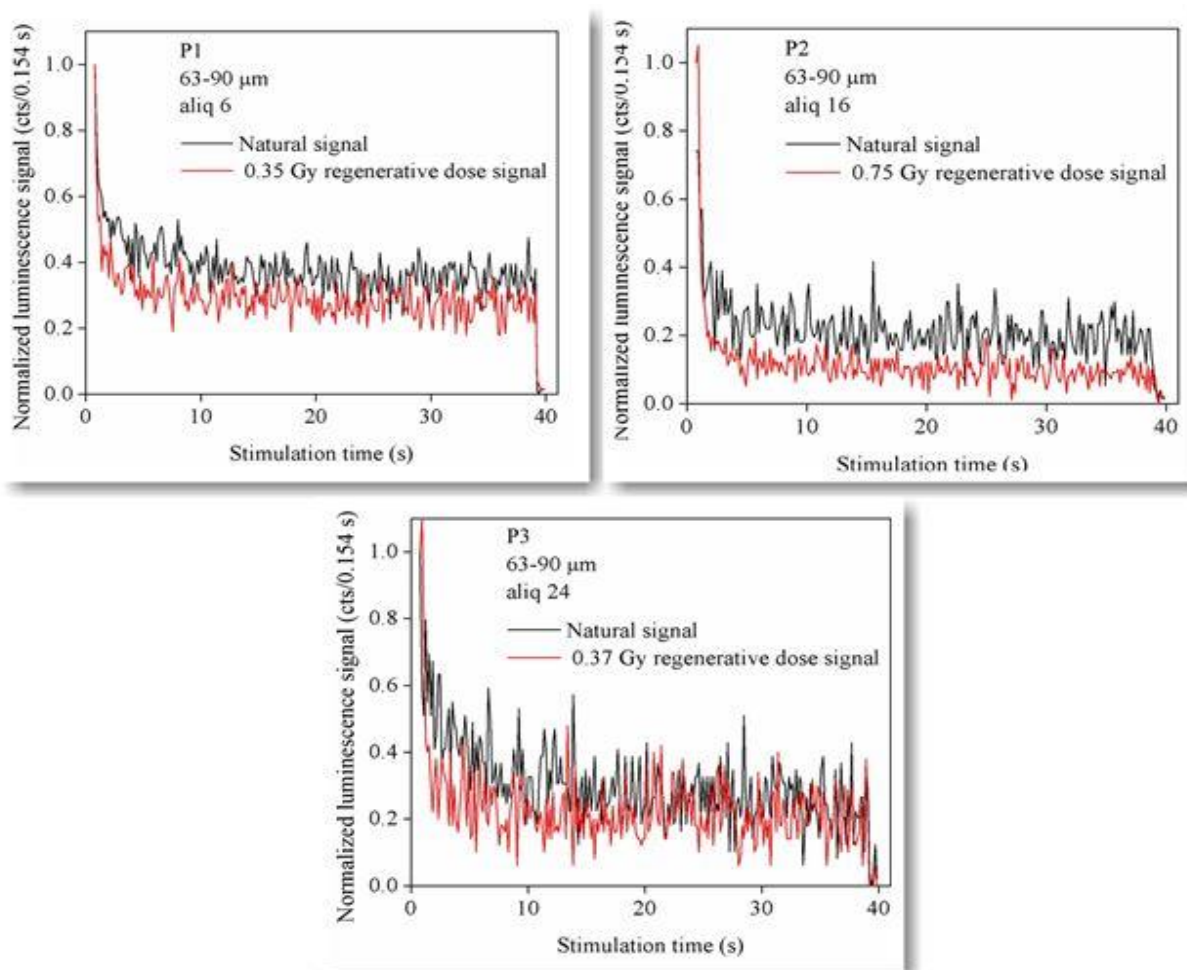 Normalized luminescence signal (cts/0.154 s)
1.0
0.8
0.6
0.4
0.2
0.0
P1
63-90 μm
aliq 6
Natural signal
0.35 Gy regenerative dose signal
0
10
20
30
40
Stimulation time (s)
Normalized luminescence signal (cts/0.154 s)
1.0
0.8
0.6
0.4
0.2
0.0
P2
63-90 μm
aliq 16
Natural signal
0.75 Gy regenerative dose signal
0
10
20
30
40
Stimulation time (s)
Normalized luminescence signal (cts/0.154 s)
1.0
0.8
0.6
0.4
0.2
0.0
P3
63-90 μm
aliq 24
Natural signal
0.37 Gy regenerative dose signal
0
10
20
30
40
Stimulation time (s)